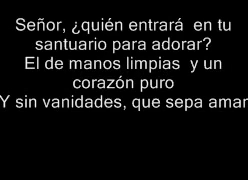 Señor, ¿quién entrará en tu
santuario para adorar?
El de manos limpias y un
corazón puro
Y sin vanidades, que sepa amar